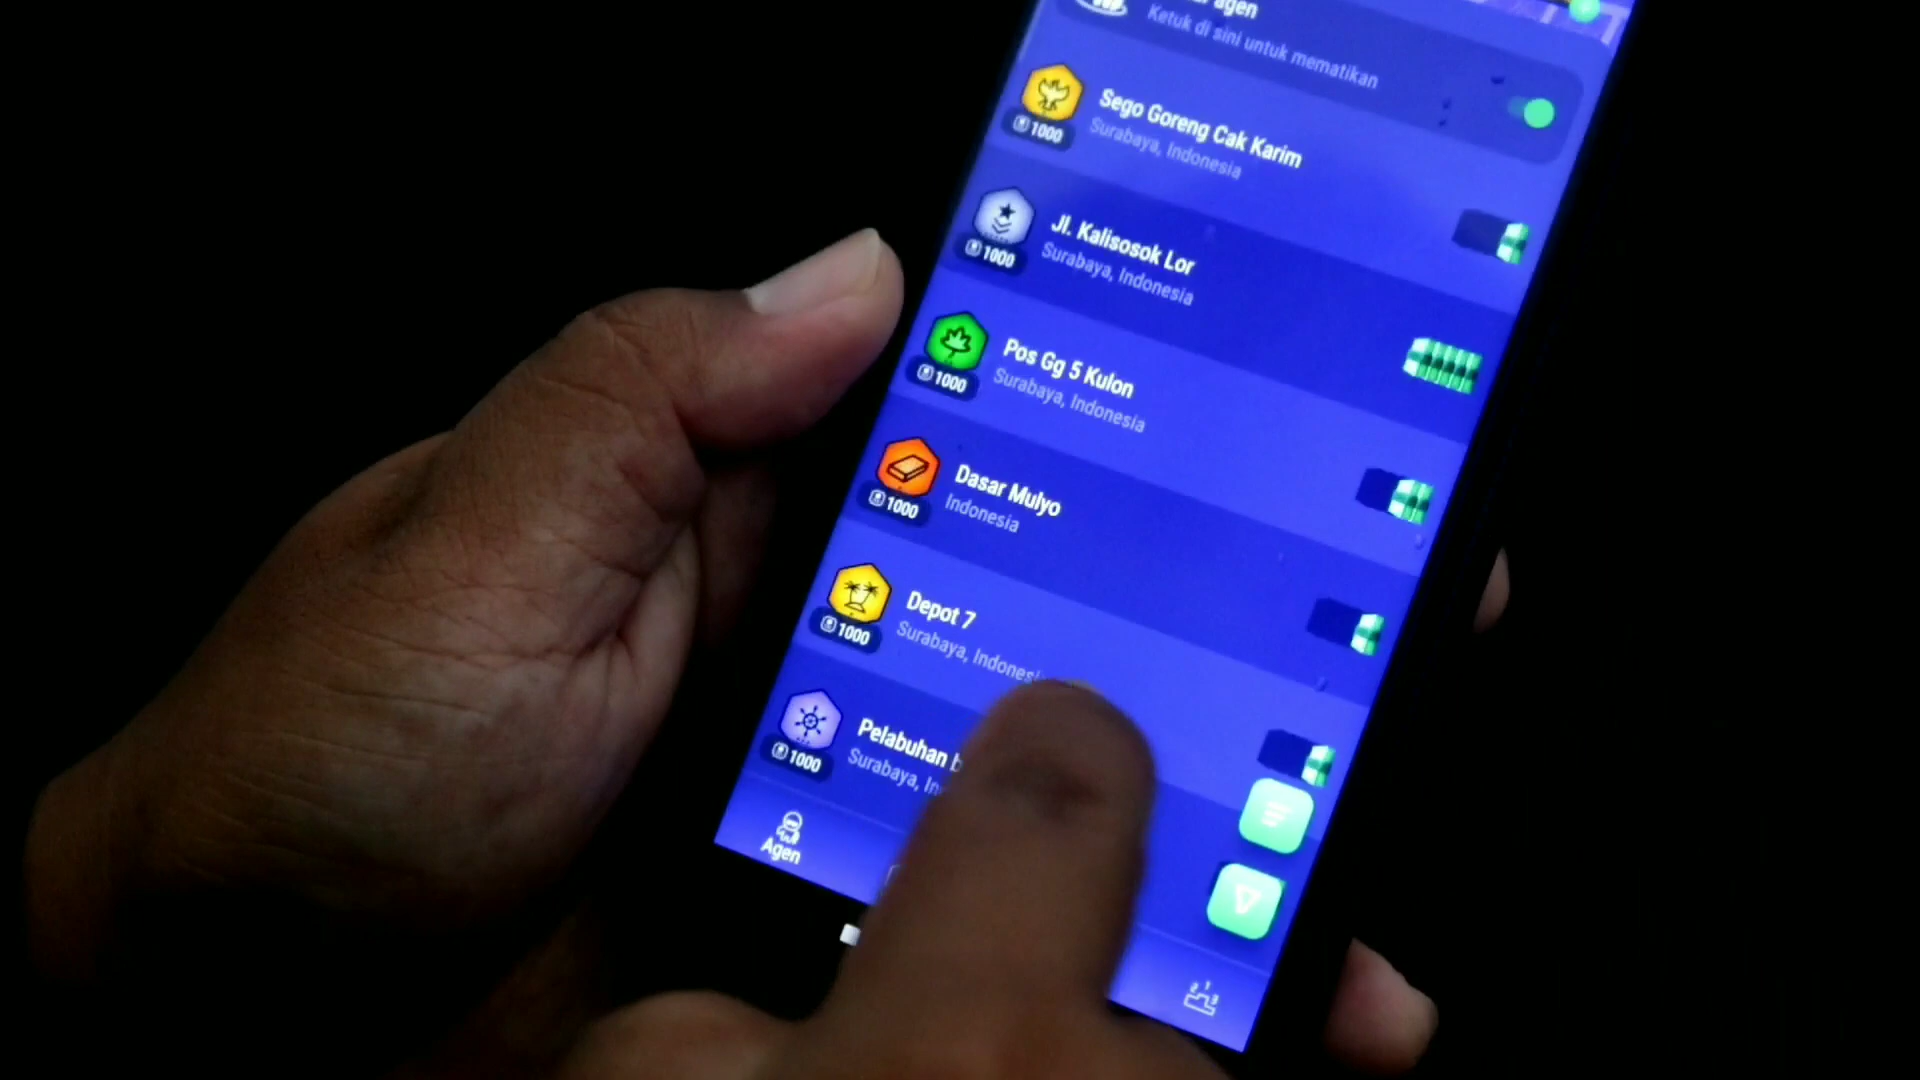 agen
Ketuk di sini untuk mematikan
Sego Goreng Cak Karim
Surabaya, Indonesia
1000
Jl. Kalisosok Lor
Surabaya, Indonesia
1000
Pos Gg 5 Kulon
Surabaya, Indonesia
1000
Dasar Mulyo
Indonesia
1000
Depot 7
Surabaya, Indonesia
1000
Pelabuhan
Surabaya,
1000
Agen